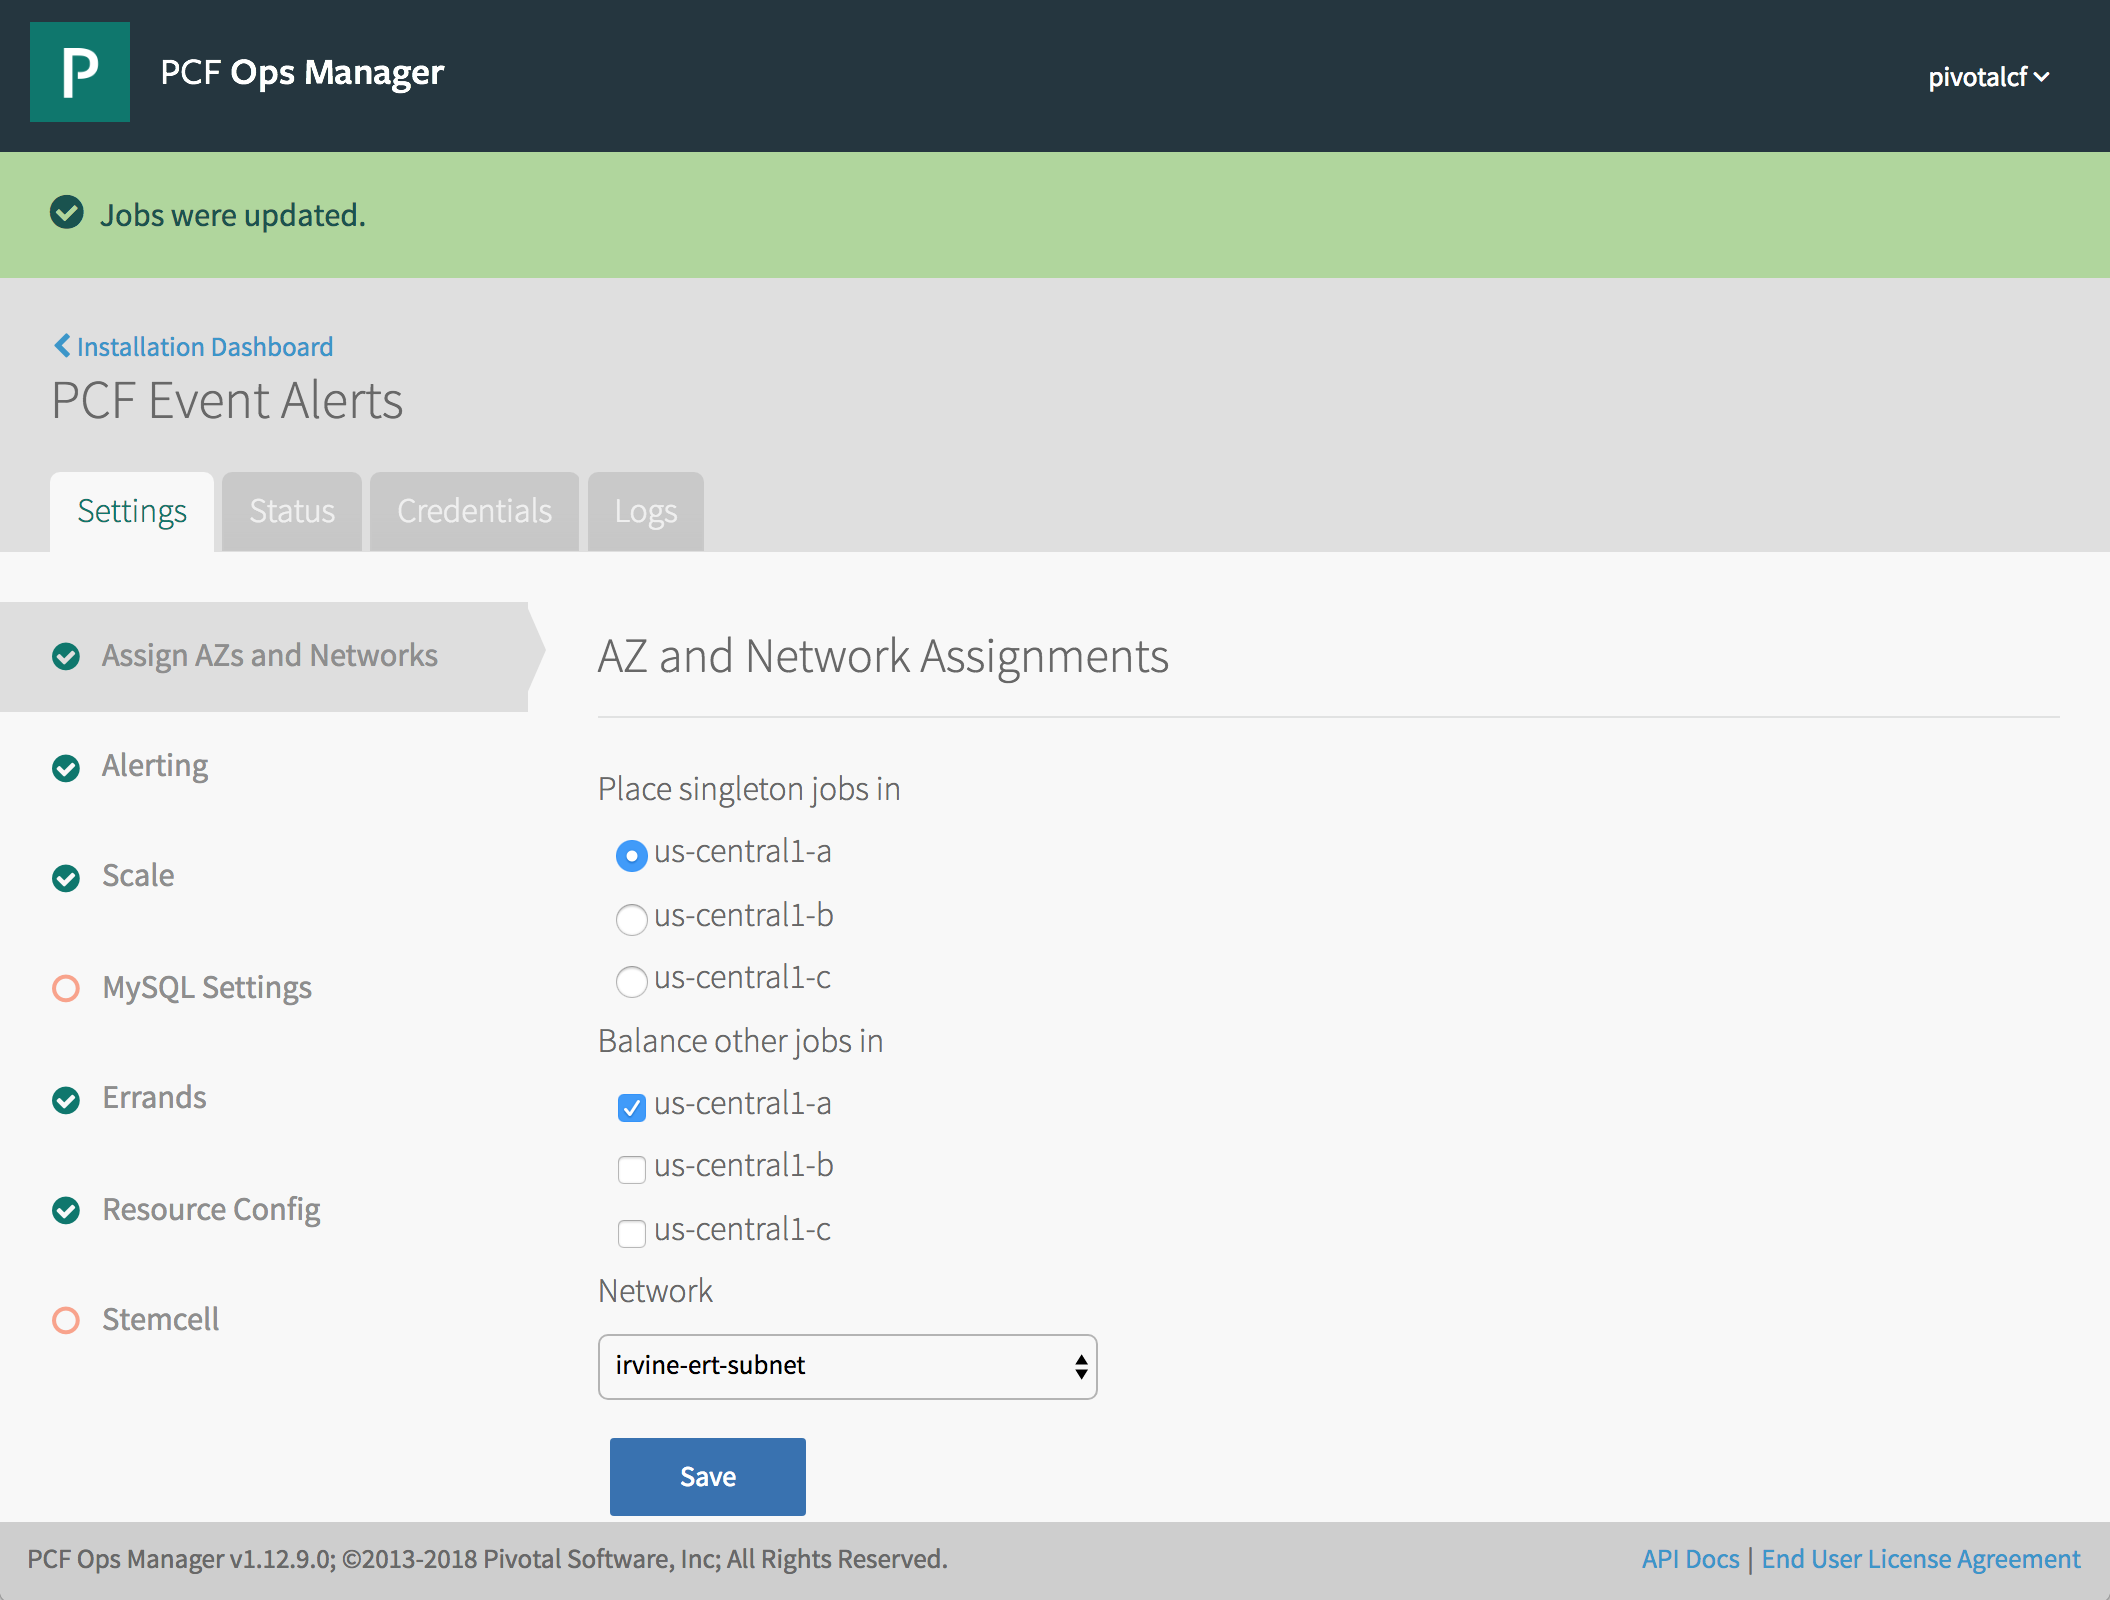 P
PCF Ops Manager
pivotalcf
Jobs were updated.
Installation Dashboard
PCF Event Alerts
Settings
Status
Credentials
Logs
Assign AZs and Networks
Alerting
Scale
MySQL Settings
Errands
Resource Config
Stemcell
AZ and Network Assignments
Place singleton jobs in
us-central1-a
us-central1-b
us-central1-c
Balance other jobs in
us-central1-a
us-central1-b
us-central1-c
Network
irvine-ert-subnet
Save
PCF Ops Manager v1.12.9.0; ©2013-2018 Pivotal Software, Inc; All Rights Reserved.
API Docs | End User License Agreement